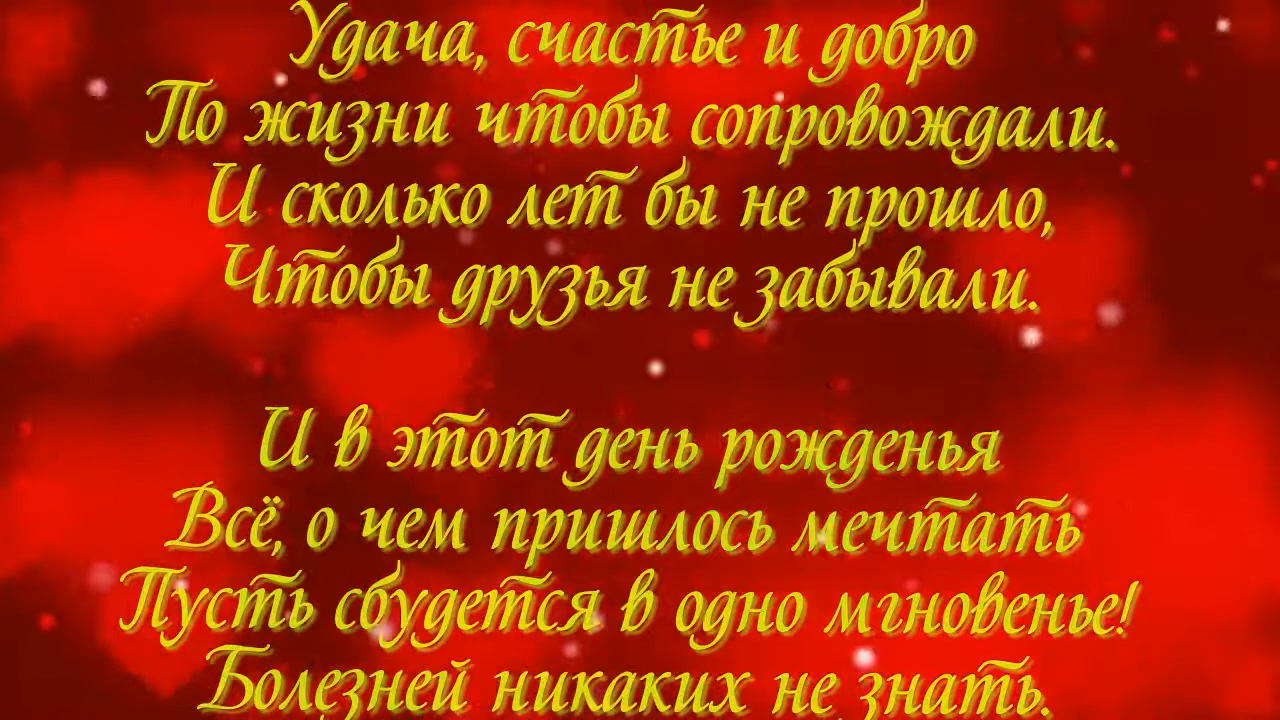 Удача, счастье и добро
По жизни чтобы сопровождали.
И сколько лет бы не прошло,
Чтобы друзья не забывали.
И в этот день рожденья
Всё, о чем пришлось мечтать
Пусть сбудется в одно мгновенье!
Болезней никаких не знать.